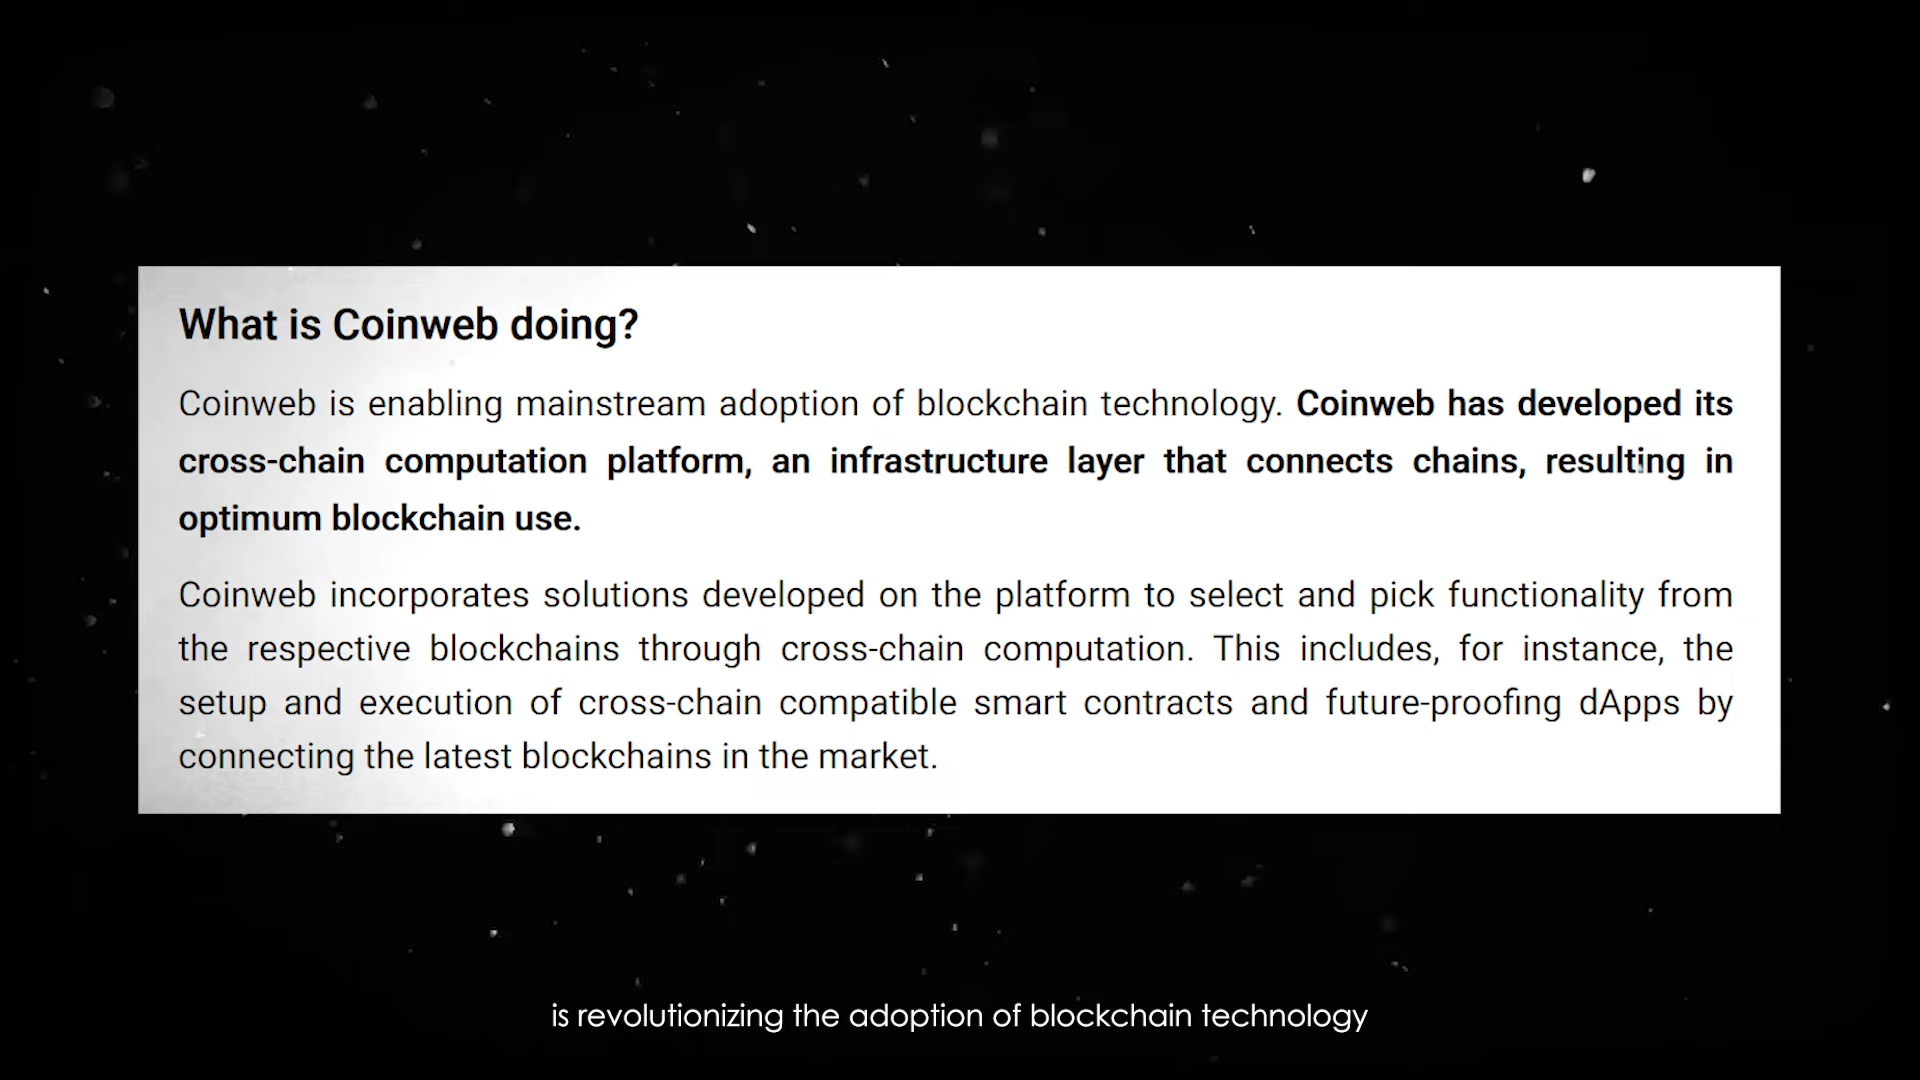 What is Coinweb doing?
Coinweb is enabling mainstream adoption of blockchain technology. Coinweb has developed its
cross-chain computation platform, an infrastructure layer that connects chains, resulting in
optimum blockchain use.
Coinweb incorporates solutions developed on the platform to select and pick functionality from
the respective blockchains through cross-chain computation. This includes, for instance, the
setup and execution of cross-chain compatible smart contracts and future-proofing dApps by
connecting the latest blockchains in the market.
is revolutionizing the adoption of blockchain technology